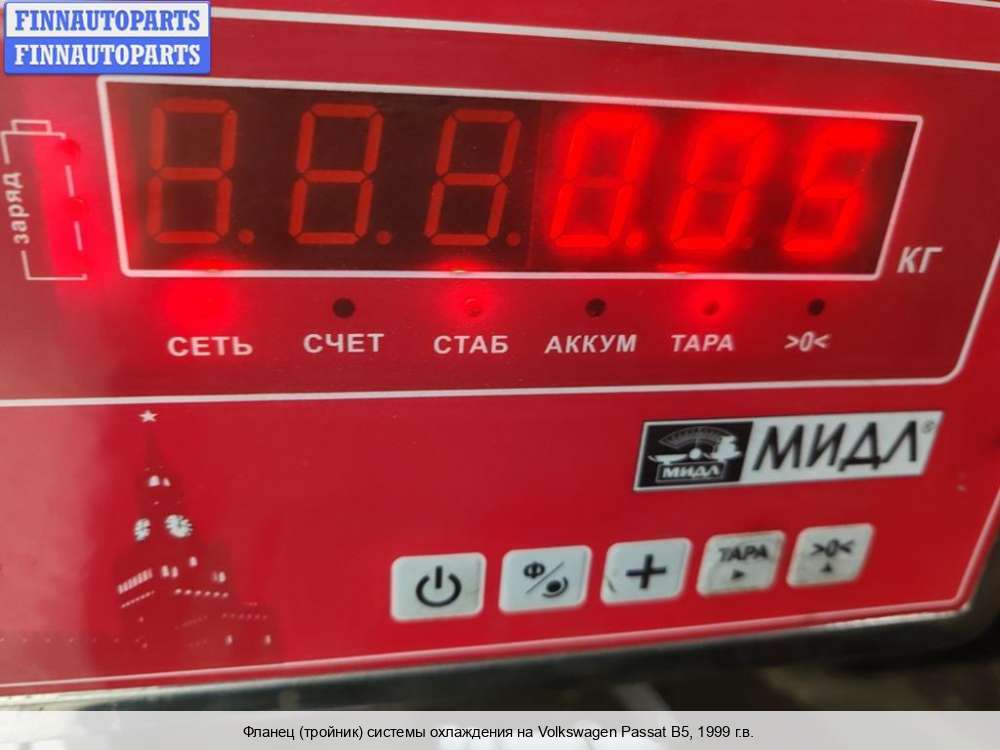 FINNAUTOPARTS
FINNAUTOPARTS
заряд
0.05
КГ
СЕТЬ СЧЕТ СТАБ АККУМ ТАРА >0<
МИДЛ МИДЛ®
Ф ТАРА >0<
Фланец (тройник) системы охлаждения на Volkswagen Passat B5, 1999 г.в.